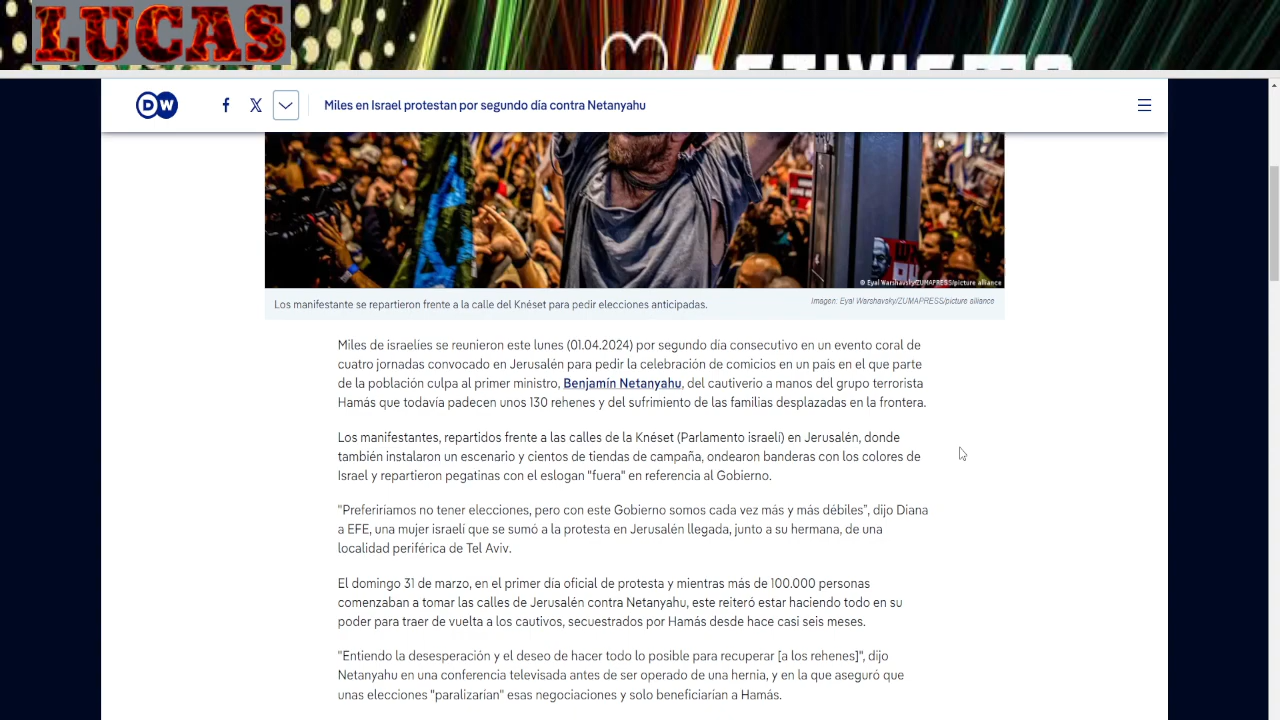 LUCAS
ACTIVISMO
DW
Miles en Israel protestan por segundo día contra Netanyahu
© Eyal Warshavsky/ZUMAPRESS/picture alliance
Los manifestante se repartieron frente a la calle del Knéset para pedir elecciones anticipadas.
Imagen: Eyal Warshavsky/ZUMAPRESS/picture alliance
Miles de israelíes se reunieron este lunes (01.04.2024) por segundo día consecutivo en un evento coral de
cuatro jornadas convocado en Jerusalén para pedir la celebración de comicios en un país en el que parte
de la población culpa al primer ministro, Benjamín Netanyahu, del cautiverio a manos del grupo terrorista
Hamás que todavía padecen unos 130 rehenes y del sufrimiento de las familias desplazadas en la frontera.
Los manifestantes, repartidos frente a las calles de la Knéset (Parlamento israelí) en Jerusalén, donde
también instalaron un escenario y cientos de tiendas de campaña, ondearon banderas con los colores de
Israel y repartieron pegatinas con el eslogan "fuera" en referencia al Gobierno.
"Preferiríamos no tener elecciones, pero con este Gobierno somos cada vez más y más débiles", dijo Diana
a EFE, una mujer israelí que se sumó a la protesta en Jerusalén llegada, junto a su hermana, de una
localidad periférica de Tel Aviv.
El domingo 31 de marzo, en el primer día oficial de protesta y mientras más de 100.000 personas
comenzaban a tomar las calles de Jerusalén contra Netanyahu, este reiteró estar haciendo todo en su
poder para traer de vuelta a los cautivos, secuestrados por Hamás desde hace casi seis meses.
"Entiendo la desesperación y el deseo de hacer todo lo posible para recuperar [a los rehenes]", dijo
Netanyahu en una conferencia televisada antes de ser operado de una hernia, y en la que aseguró que
unas elecciones "paralizarían" esas negociaciones y solo beneficiarían a Hamás.